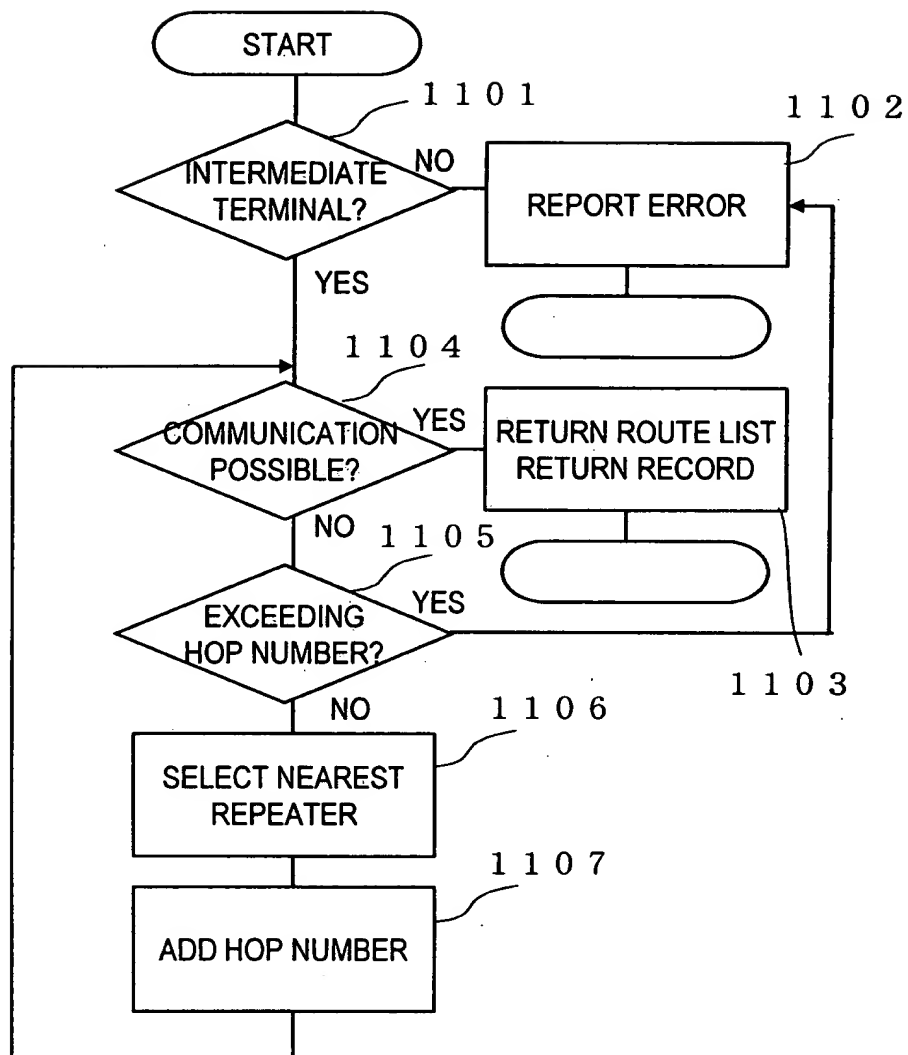 START
1101
1102
INTERMEDIATE
TERMINAL?
NO
REPORT ERROR
YES
1104
COMMUNICATION
POSSIBLE?
YES
RETURN ROUTE LIST
RETURN RECORD
NO
1105
EXCEEDING
HOP NUMBER?
YES
1103
NO
1106
SELECT NEAREST
REPEATER
1107
ADD HOP NUMBER